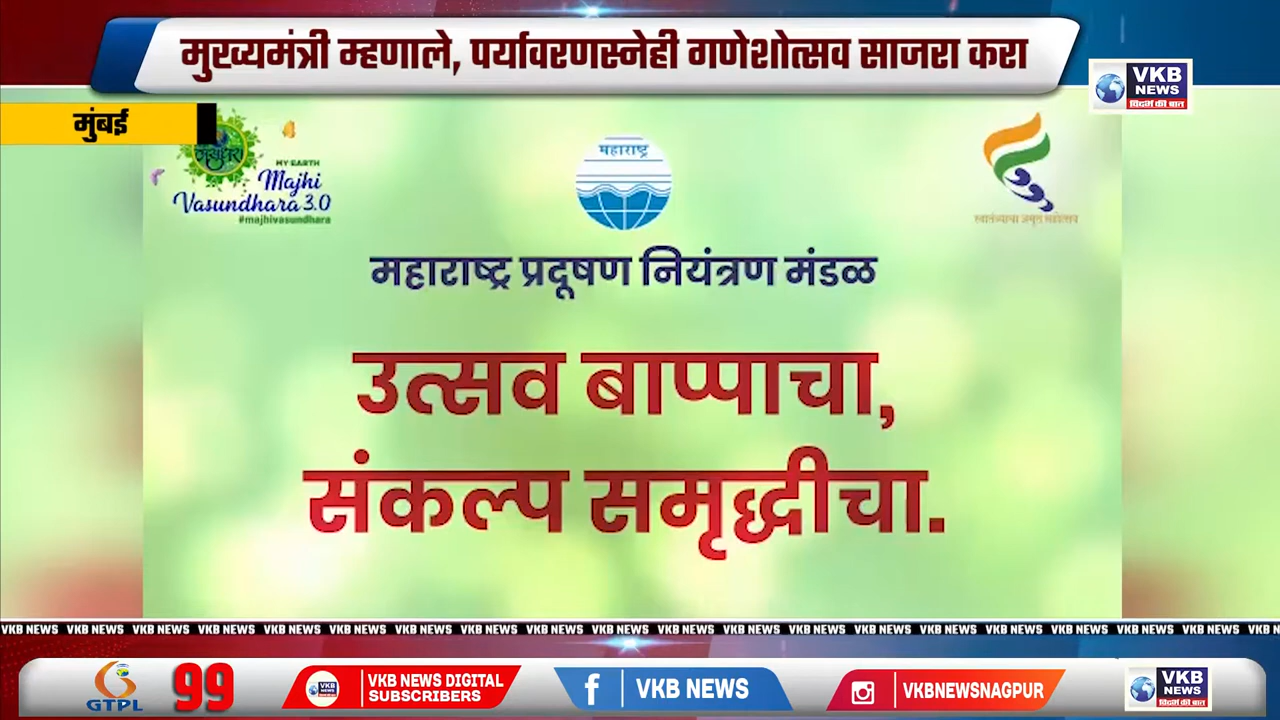 मुख्यमंत्री म्हणाले, पर्यावरणस्नेही गणेशोत्सव साजरा करा
VKB
NEWS
विदर्भ की बात
मुंबई
MY EARTH
Majhi
Vasundhara 3.0
#majhivasundhara
महाराष्ट्र
स्वातंत्र्याचा अमृत महोत्सव
महाराष्ट्र प्रदूषण नियंत्रण मंडळ
उत्सव बाप्पाचा,
संकल्प समृद्धीचा.
VKB NEWS VKB NEWS VKB NEWS VKB NEWS VKB NEWS VKB NEWS VKB NEWS VKB NEWS VKB NEWS VKB NEWS VKB NEWS VKB NEWS VKB NEWS VKB NEWS VKB NEWS VKB NEWS VKB NEWS VKB NEWS VKB NEWS VKB N
GTPL
99
VKB
NEWS
VKB NEWS DIGITAL
SUBSCRIBERS
f
VKB NEWS
VKBNEWSNAGPUR
VKB
NEWS
विदर्भ की बात